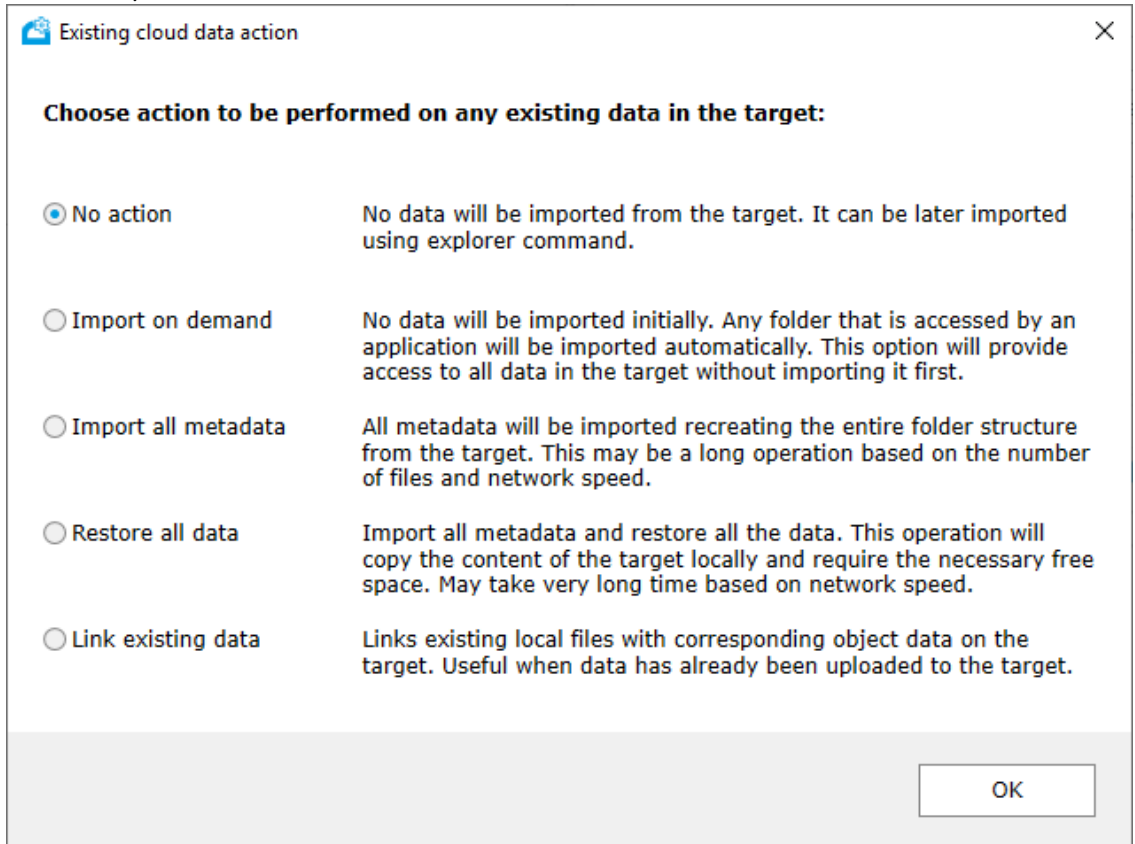 Existing cloud data action
Choose action to be performed on any existing data in the target:
No action
No data will be imported from the target. It can be later imported
using explorer command.
Import on demand
No data will be imported initially. Any folder that is accessed by an
application will be imported automatically. This option will provide
access to all data in the target without importing it first.
Import all metadata
All metadata will be imported recreating the entire folder structure
from the target. This may be a long operation based on the number
of files and network speed.
Restore all data
Import all metadata and restore all the data. This operation will
copy the content of the target locally and require the necessary free
space. May take very long time based on network speed.
Link existing data
Links existing local files with corresponding object data on the
target. Useful when data has already been uploaded to the target.
OK